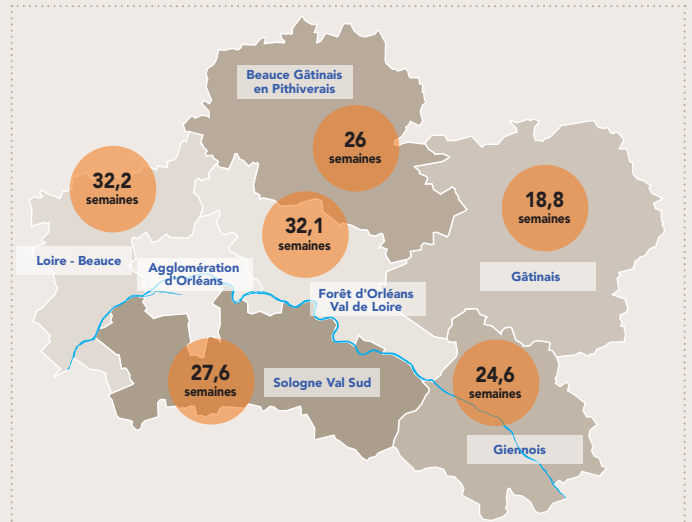 Beauce Gâtinais
en Pithiverais
26
semaines
32,2
semaines
18,8
semaines
32,1
semaines
Loire - Beauce
Agglomération
d'Orléans
Gâtinais
Forêt d'Orléans
Val de Loire
27,6
semaines
Sologne Val Sud
24,6
semaines
Giennois